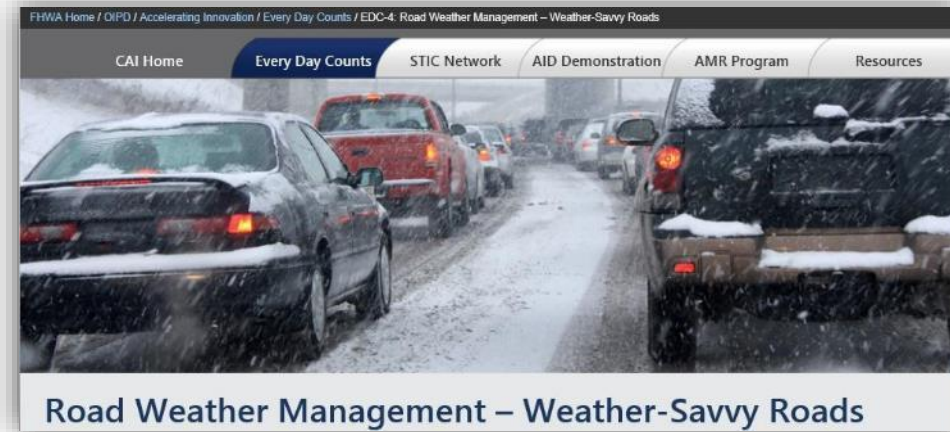 FHWA Home / OIPD / Accelerating Innovation / Every Day Counts / EDC-4: Road Weather Management – Weather-Savvy Roads
CAI Home Every Day Counts STIC Network AID Demonstration AMR Program Resources
Road Weather Management – Weather-Savvy Roads